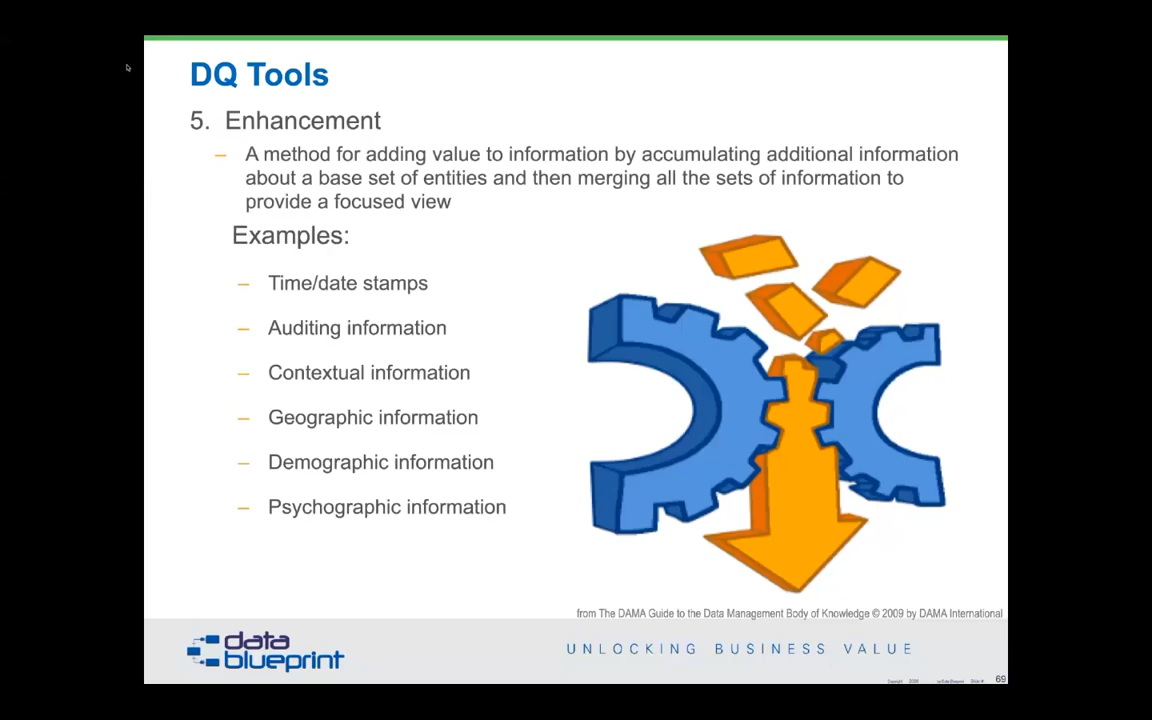 DQ Tools
5. Enhancement
– A method for adding value to information by accumulating additional information
about a base set of entities and then merging all the sets of information to
provide a focused view
Examples:
– Time/date stamps
– Auditing information
– Contextual information
– Geographic information
– Demographic information
– Psychographic information
from The DAMA Guide to the Data Management Body of Knowledge © 2009 by DAMA International
data
blueprint
UNLOCKING BUSINESS VALUE
Copyright
69